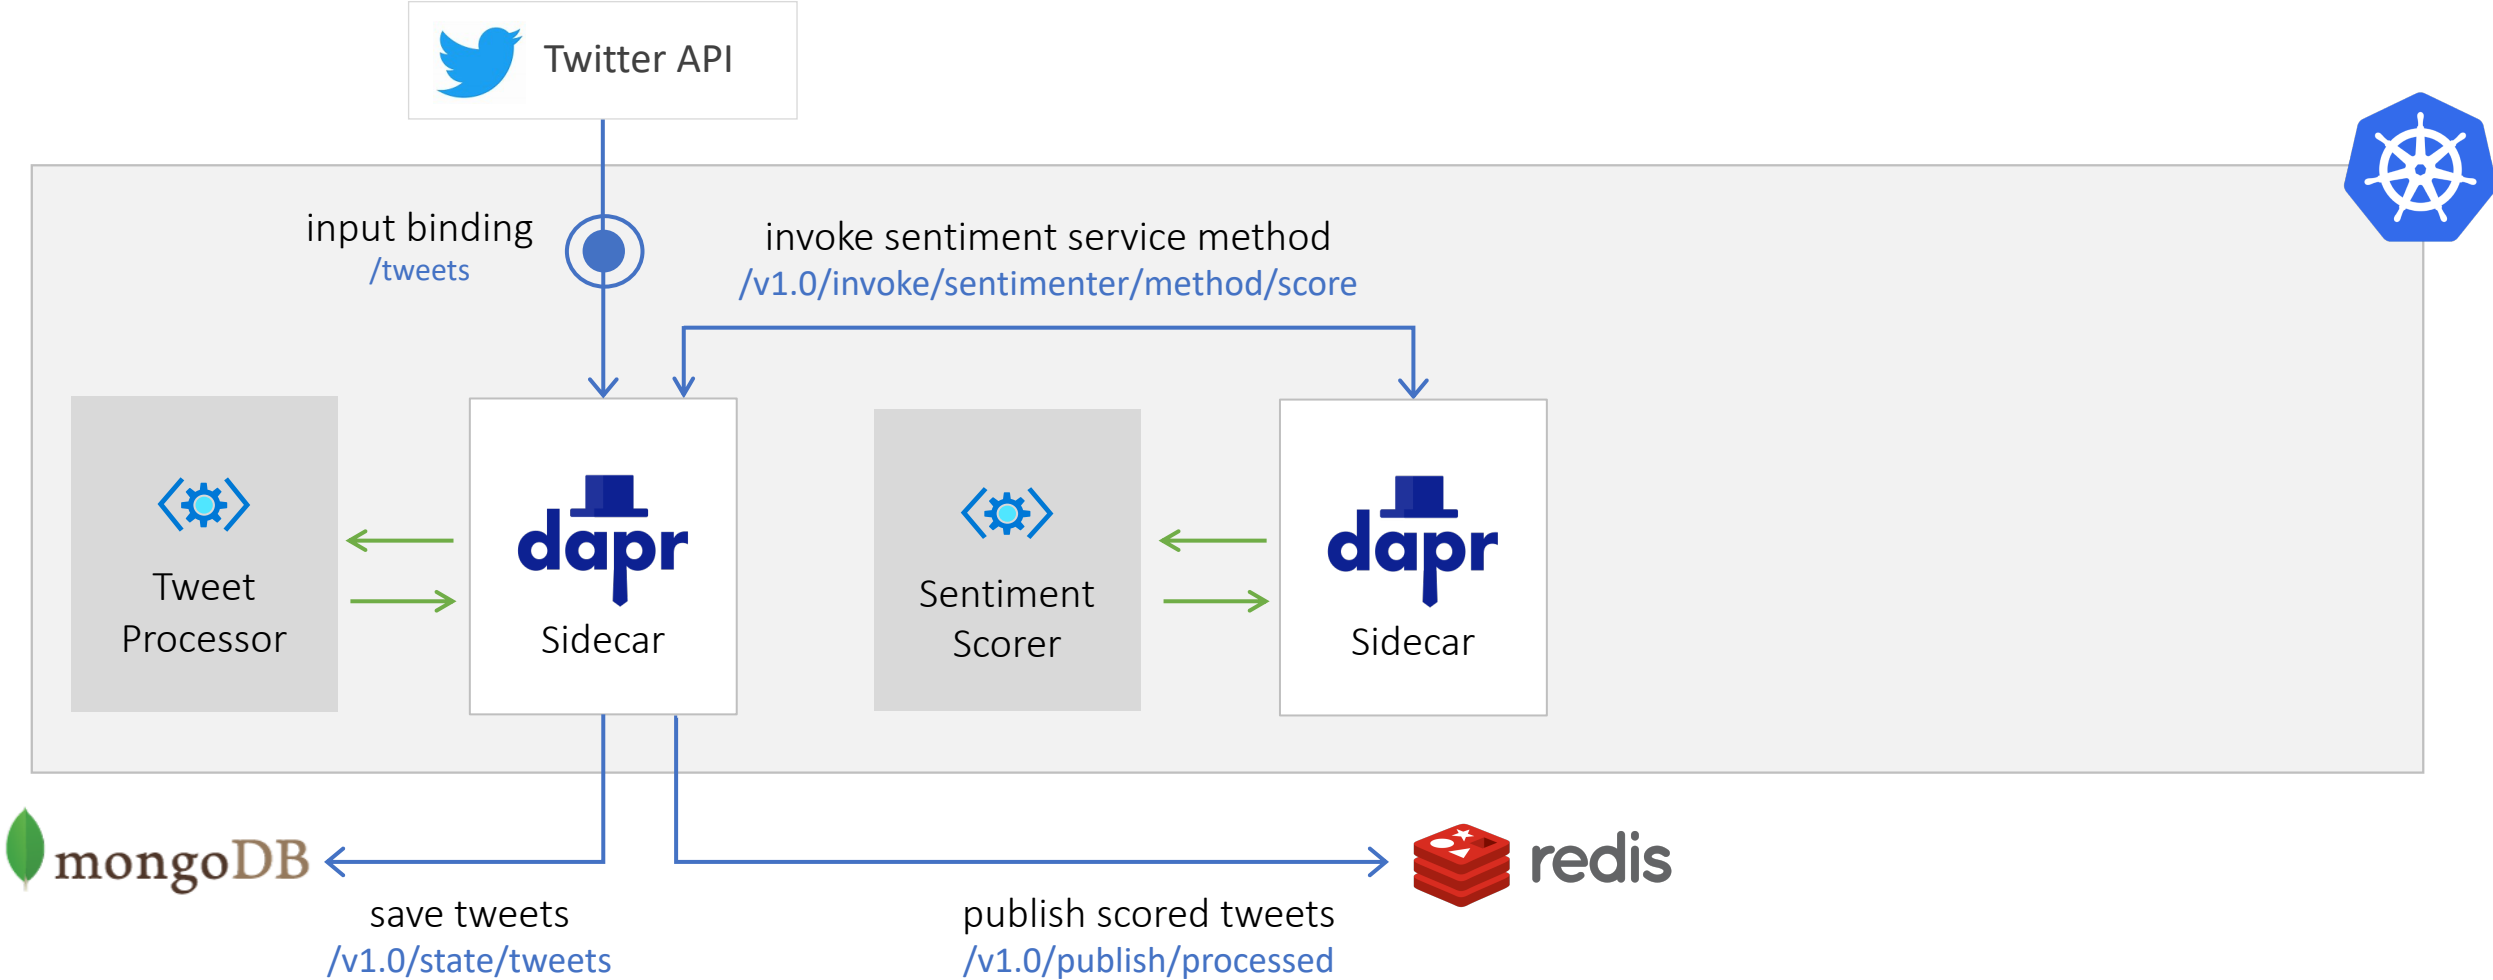 Twitter API
input binding
/tweets
invoke sentiment service method
/v1.0/invoke/sentimenter/method/score
Tweet
Processor
dapr
Sidecar
Sentiment
Scorer
dapr
Sidecar
mongoDB
save tweets
/v1.0/state/tweets
publish scored tweets
/v1.0/publish/processed
redis